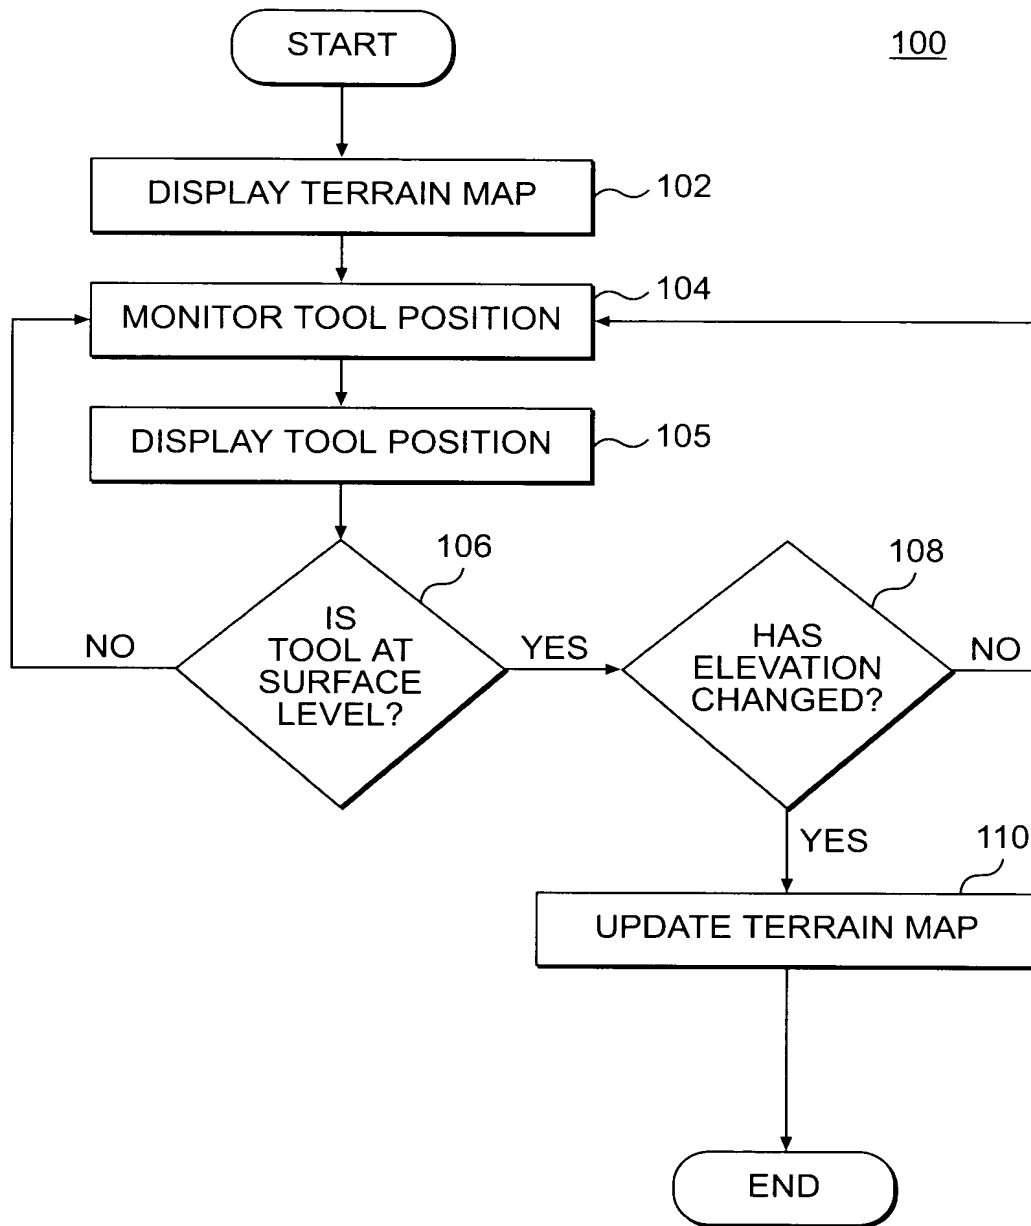 START
100
DISPLAY TERRAIN MAP
102
MONITOR TOOL POSITION
104
DISPLAY TOOL POSITION
105
106
IS
TOOL AT
SURFACE
LEVEL?
NO
YES
108
HAS
ELEVATION
CHANGED?
NO
YES
110
UPDATE TERRAIN MAP
END